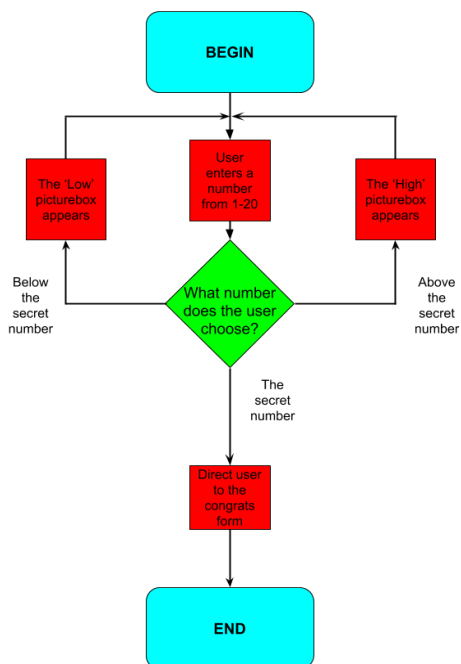 BEGIN
User
enters a
number
from 1-20
The 'Low'
picturebox
appears
The 'High'
picturebox
appears
What number
does the user
choose?
Below
the
secret
number
Above
the
secret
number
The
secret
number
Direct user
to the
congrats
form
END